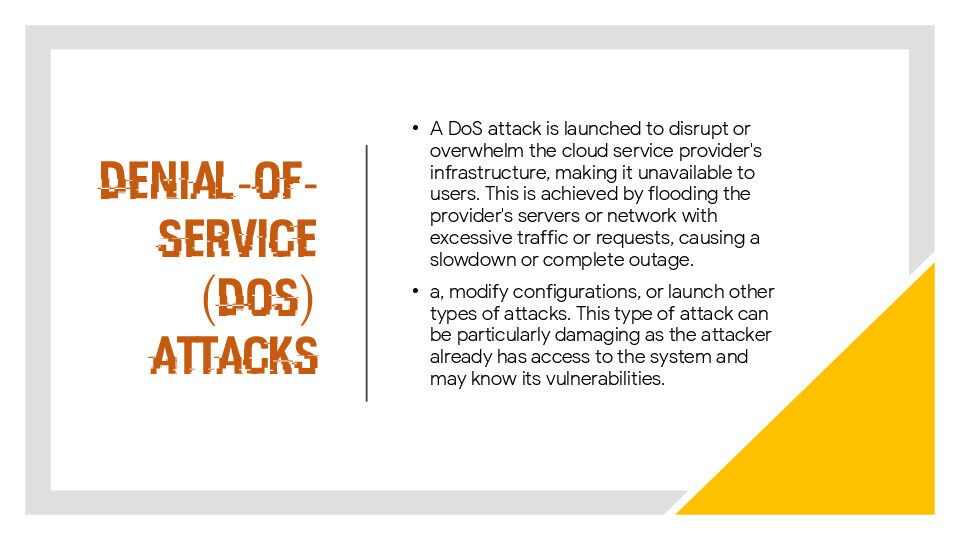 DENIAL-OF-
SERVICE
(DOS)
ATTACKS
• A DoS attack is launched to disrupt or
overwhelm the cloud service provider's
infrastructure, making it unavailable to
users. This is achieved by flooding the
provider's servers or network with
excessive traffic or requests, causing a
slowdown or complete outage.
• a, modify configurations, or launch other
types of attacks. This type of attack can
be particularly damaging as the attacker
already has access to the system and
may know its vulnerabilities.